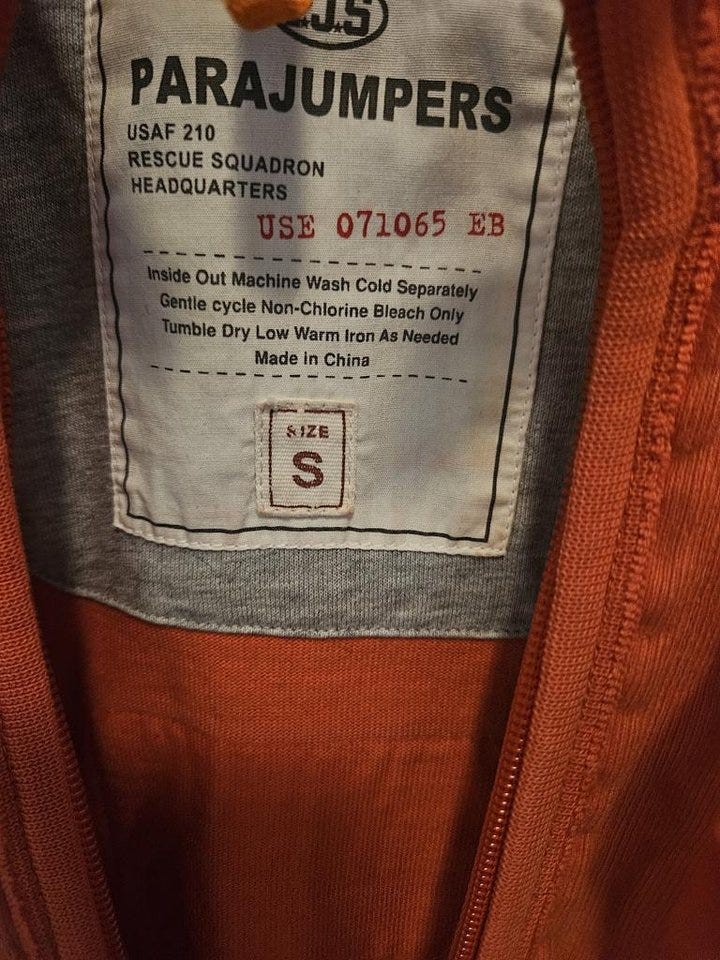 J.S
PARAJUMPERS
USAF 210
RESCUE SQUADRON
HEADQUARTERS
USE 071065 EB
Inside Out Machine Wash Cold Separately
Gentle cycle Non-Chlorine Bleach Only
Tumble Dry Low Warm Iron As Needed
Made in China
SIZE
S